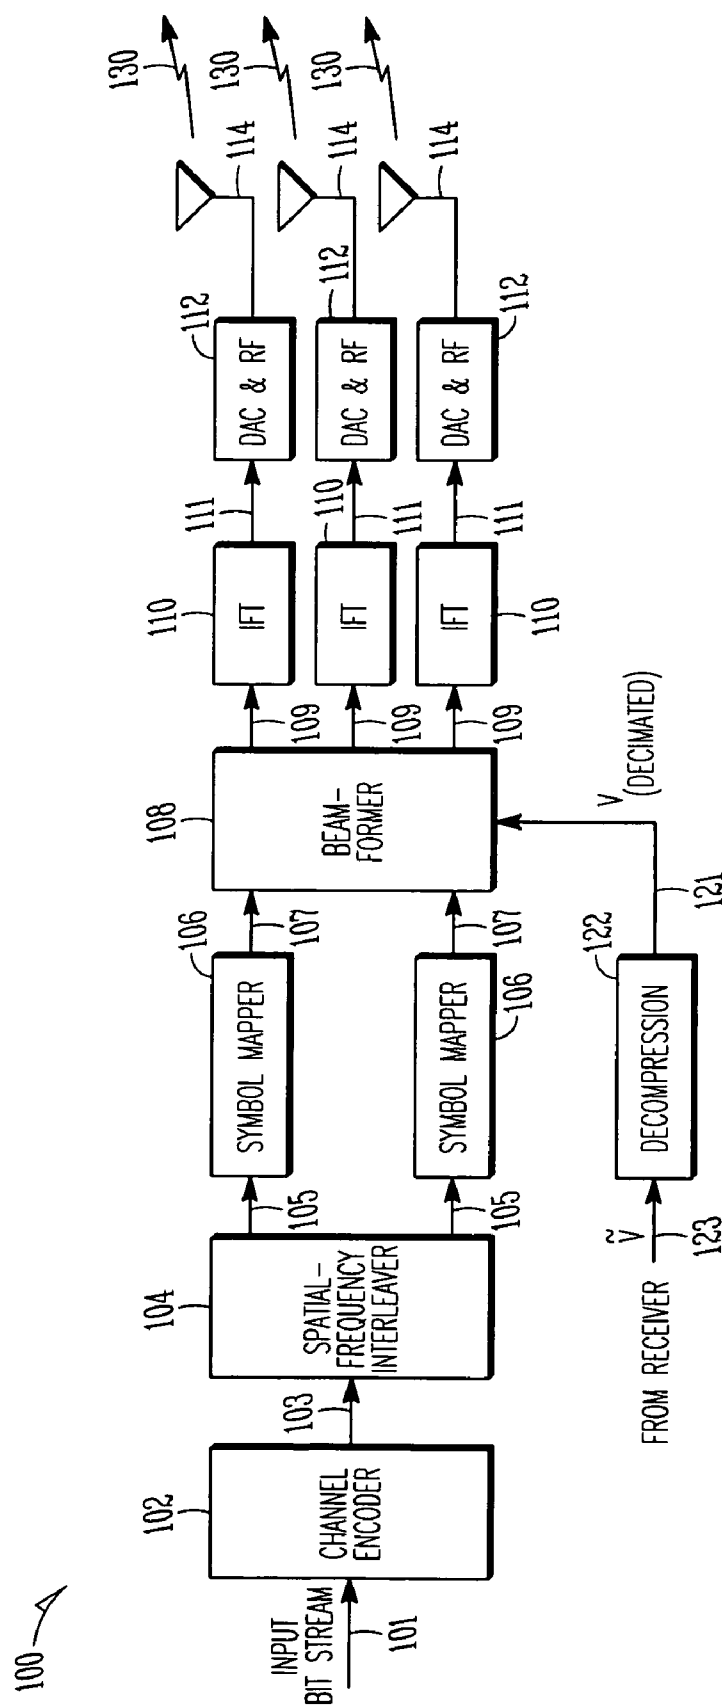 100
INPUT
BIT STREAM
101
CHANNEL
ENCODER
102
103
SPATIAL-
FREQUENCY
INTERLEAVER
104
105
105
SYMBOL MAPPER
106
SYMBOL MAPPER
106
107
107
BEAM-
FORMER
108
109
109
109
IFT
110
IFT
110
IFT
110
111
111
111
DAC & RF
112
DAC & RF
112
DAC & RF
112
114
114
114
130
130
130
FROM RECEIVER
Ṽ
123
DECOMPRESSION
122
121
V
(DECIMATED)